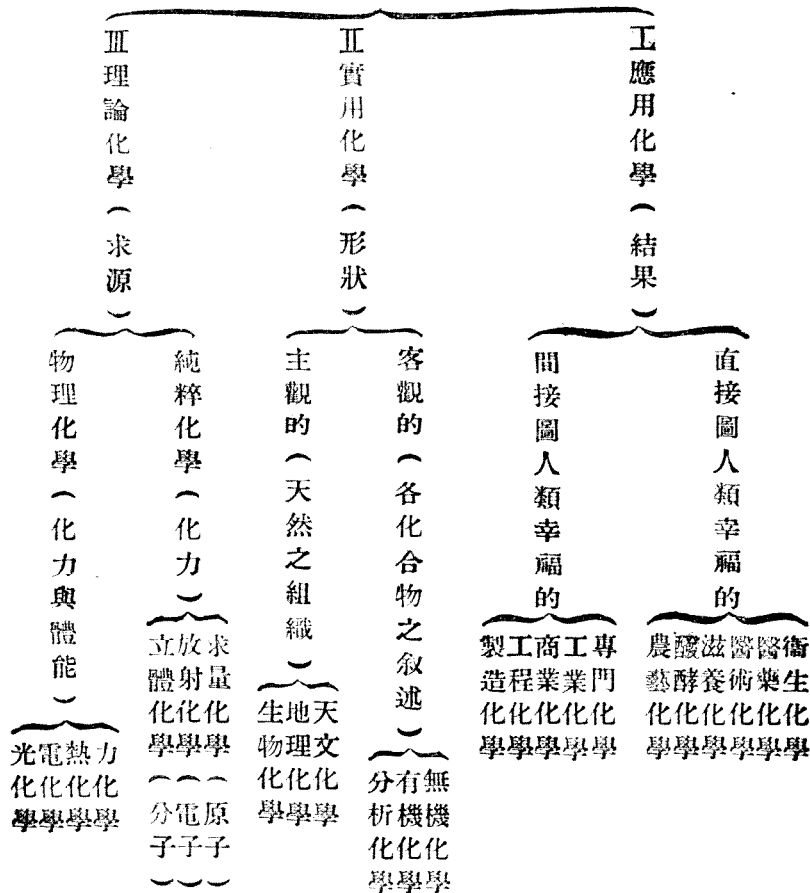 工應用化學(結果)
直接圖人類幸福的
衞生化學
醫藥化學
醫術化學
滋養化學
醱酵化學
農藝化學
間接圖人類幸福的
專門化學
工業化學
商業化學
工程化學
製造化學
II實用化學(形狀)
客觀的(各化合物之叙述)
無機化學
有機化學
分析化學
主觀的(天然之組織)
天文化學
地理化學
生物化學
III理論化學(求源)
純粹化學(化力)
求量化學(原子)
放射化學(電子)
立體化學(分子)
物理化學(化力與體能)
力化學
熱化學
電化學
光化學